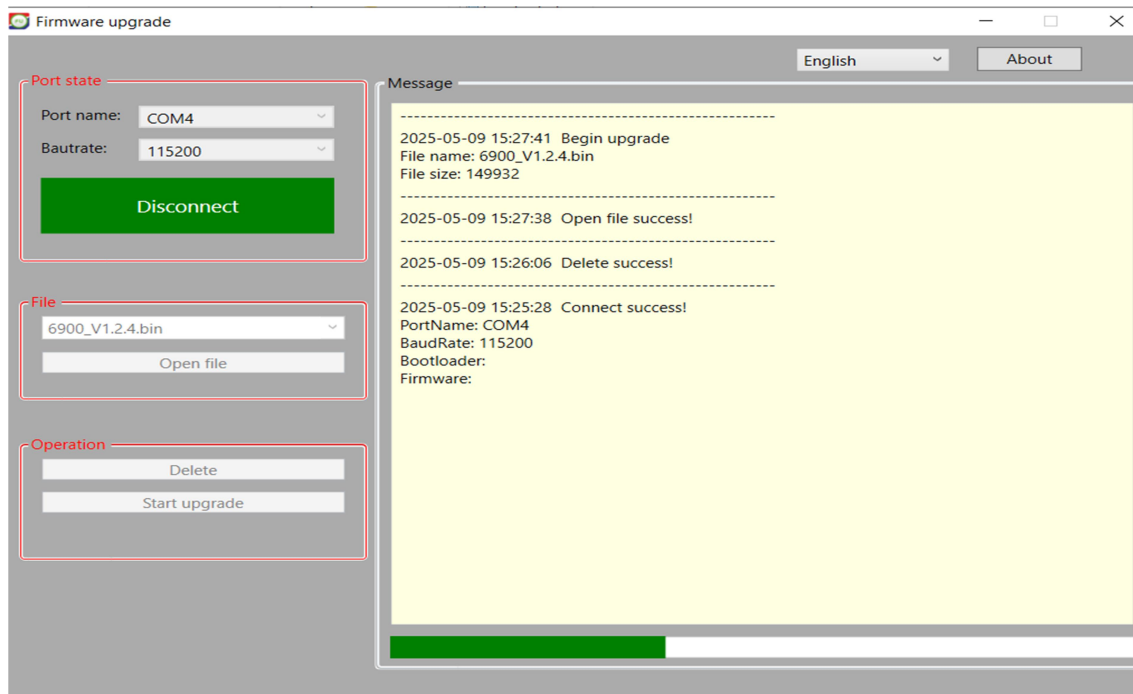 Firmware upgrade
English
About
Port state
Port name:
COM4
Bautrate:
115200
Disconnect
File
6900_V1.2.4.bin
Open file
Operation
Delete
Start upgrade
Message
-------------------------------------------------------
2025-05-09 15:27:41 Begin upgrade
File name: 6900_V1.2.4.bin
File size: 149932
-------------------------------------------------------
2025-05-09 15:27:38 Open file success!
-------------------------------------------------------
2025-05-09 15:26:06 Delete success!
-------------------------------------------------------
2025-05-09 15:25:28 Connect success!
PortName: COM4
BaudRate: 115200
Bootloader:
Firmware: